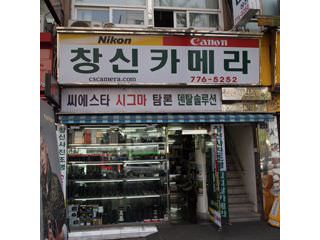 Nikon Canon
창신카메라
cscamera.com 776-5252
씨에스타 시그마 탐론 덴탈솔루션